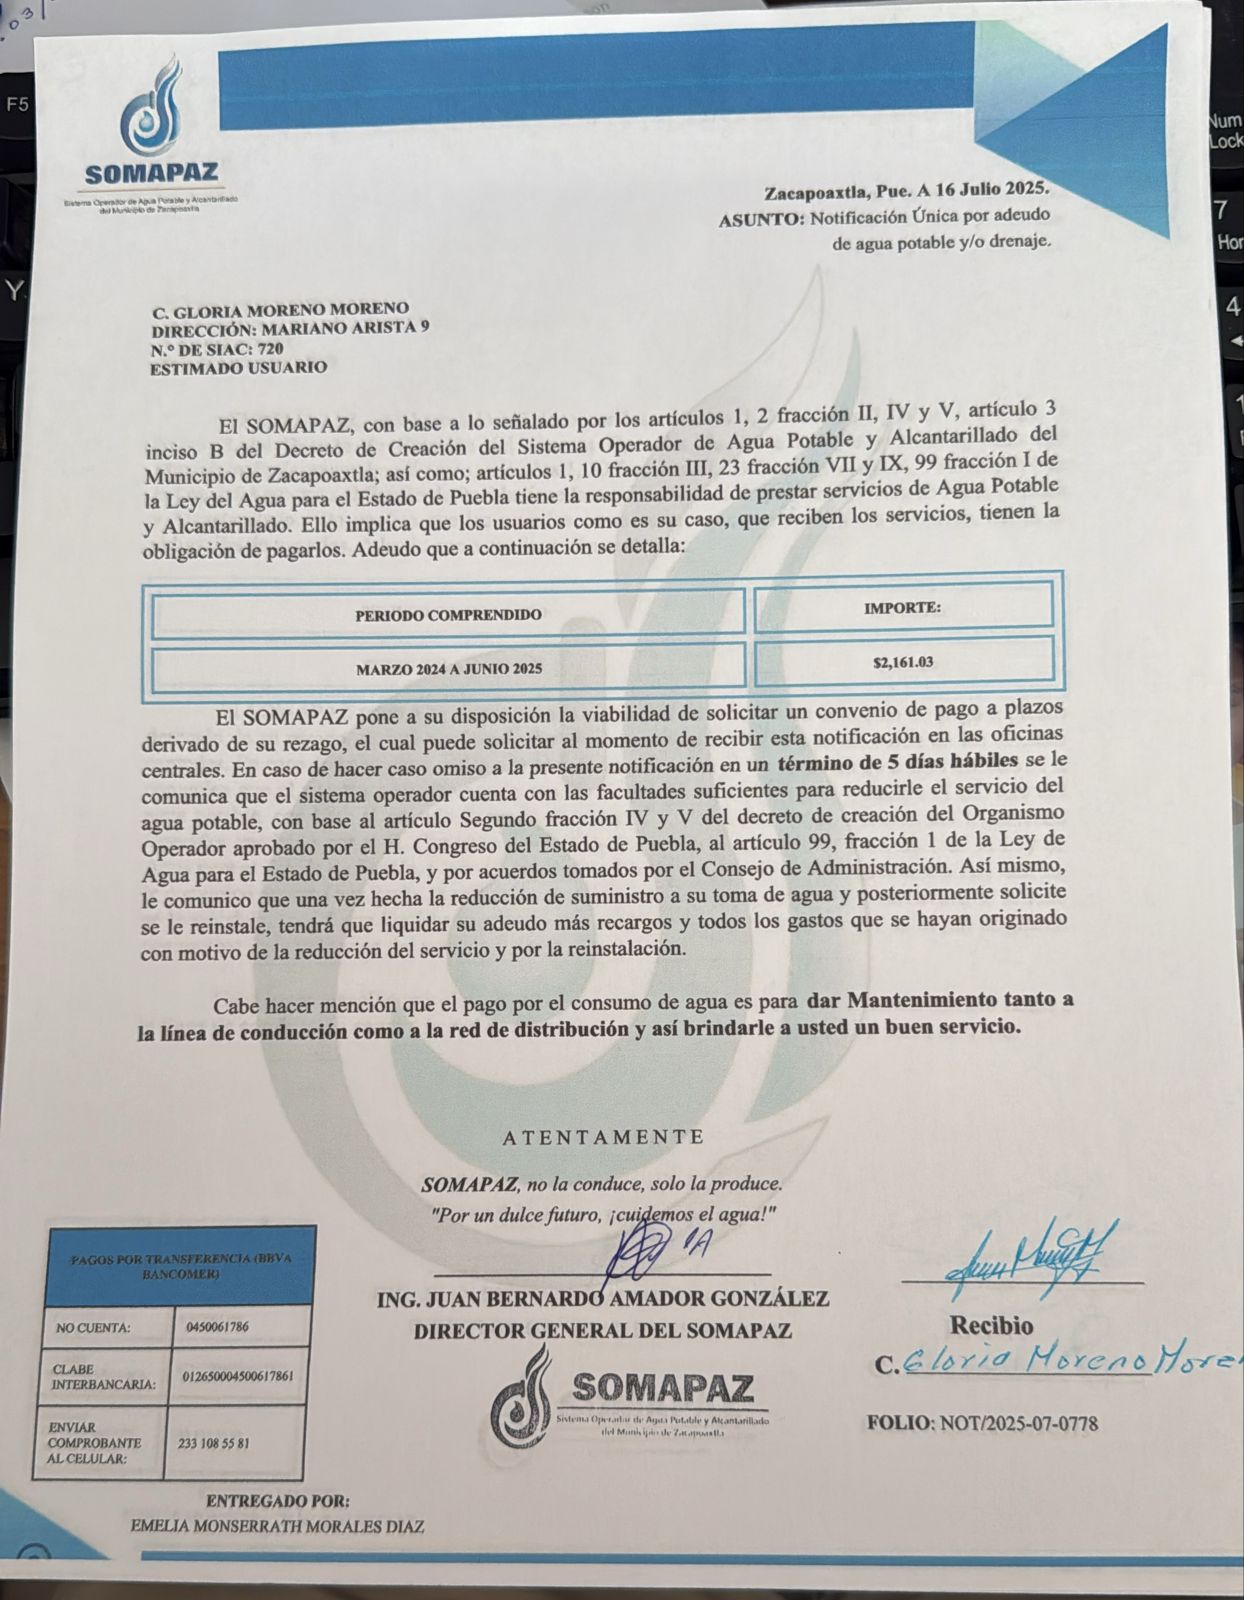 03
F5
Num
Lock
7
Hor
Y
4
SOMAPAZ
Sistema Operador de Agua Potable y Alcantarillado
del Municipio de Zacapoaxtla
Zacapoaxtla, Pue. A 16 Julio 2025.
ASUNTO: Notificación Única por adeudo
de agua potable y/o drenaje.
C. GLORIA MORENO MORENO
DIRECCIÓN: MARIANO ARISTA 9
N.º DE SIAC: 720
ESTIMADO USUARIO
El SOMAPAZ, con base a lo señalado por los artículos 1, 2 fracción II, IV y V, artículo 3
inciso B del Decreto de Creación del Sistema Operador de Agua Potable y Alcantarillado del
Municipio de Zacapoaxtla; así como; artículos 1, 10 fracción III, 23 fracción VII y IX, 99 fracción I de
la Ley del Agua para el Estado de Puebla tiene la responsabilidad de prestar servicios de Agua Potable
y Alcantarillado. Ello implica que los usuarios como es su caso, que reciben los servicios, tienen la
obligación de pagarlos. Adeudo que a continuación se detalla:
PERIODO COMPRENDIDO
IMPORTE:
MARZO 2024 A JUNIO 2025
$2,161.03
El SOMAPAZ pone a su disposición la viabilidad de solicitar un convenio de pago a plazos
derivado de su rezago, el cual puede solicitar al momento de recibir esta notificación en las oficinas
centrales. En caso de hacer caso omiso a la presente notificación en un término de 5 días hábiles se le
comunica que el sistema operador cuenta con las facultades suficientes para reducirle el servicio del
agua potable, con base al artículo Segundo fracción IV y V del decreto de creación del Organismo
Operador aprobado por el H. Congreso del Estado de Puebla, al artículo 99, fracción 1 de la Ley de
Agua para el Estado de Puebla, y por acuerdos tomados por el Consejo de Administración. Así mismo,
le comunico que una vez hecha la reducción de suministro a su toma de agua y posteriormente solicite
se le reinstale, tendrá que liquidar su adeudo más recargos y todos los gastos que se hayan originado
con motivo de la reducción del servicio y por la reinstalación.
Cabe hacer mención que el pago por el consumo de agua es para dar Mantenimiento tanto a
la línea de conducción como a la red de distribución y así brindarle a usted un buen servicio.
ATENTAMENTE
SOMAPAZ, no la conduce, solo la produce.
"Por un dulce futuro, ¡cuidemos el agua!"
ING. JUAN BERNARDO AMADOR GONZÁLEZ
DIRECTOR GENERAL DEL SOMAPAZ
SOMAPAZ
Sistema Operador de Agua Potable y Alcantarillado
del Municipio de Zacapoaxtla
Recibio
C. Gloria Moreno More
FOLIO: NOT/2025-07-0778
PAGOS POR TRANSFERENCIA (BBVA
BANCOMER)
NO CUENTA: 0450061786
CLABE
INTERBANCARIA: 012650004500617861
ENVIAR
COMPROBANTE
AL CELULAR: 233 108 55 81
ENTREGADO POR:
EMELIA MONSERRATH MORALES DIAZ